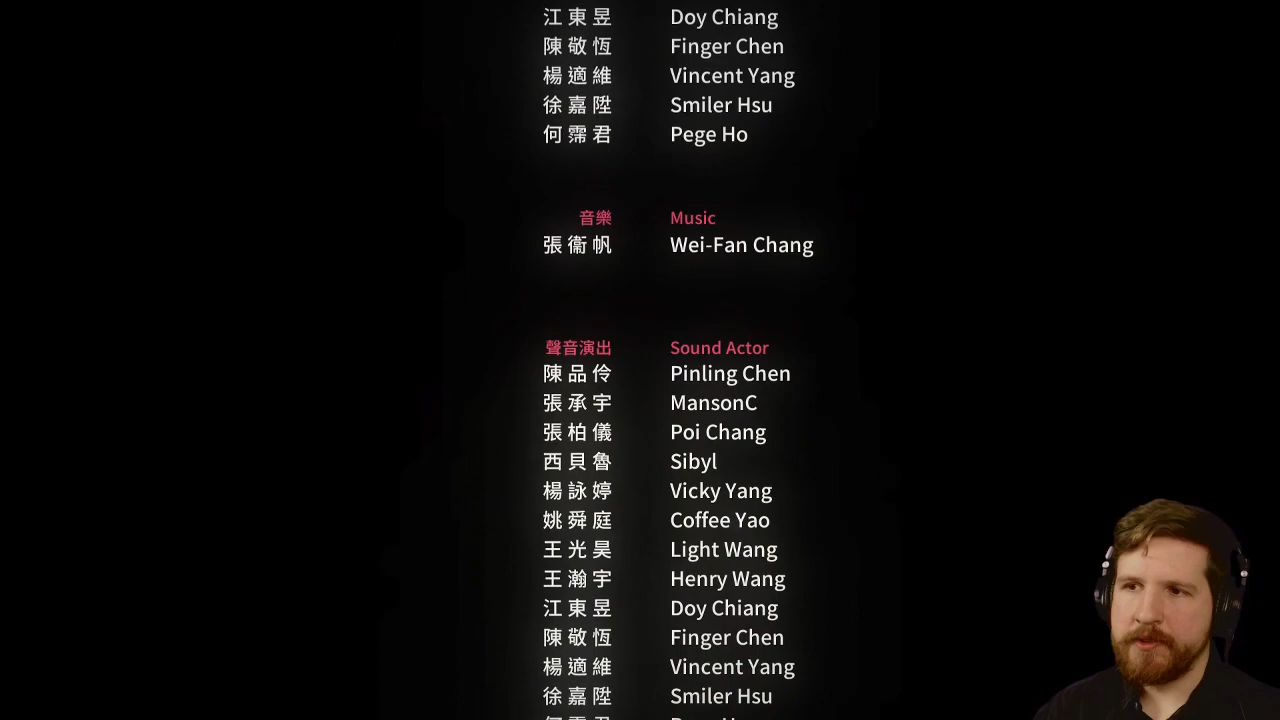 江東昱 Doy Chiang
陳敬恆 Finger Chen
楊適維 Vincent Yang
徐嘉陞 Smiler Hsu
何霈君 Pege Ho
音樂 Music
張衞帆 Wei-Fan Chang
聲音演出 Sound Actor
陳品伶 Pinling Chen
張承宇 MansonC
張柏儀 Poi Chang
西貝魯 Sibyl
楊詠婷 Vicky Yang
姚舜庭 Coffee Yao
王光昊 Light Wang
王瀚宇 Henry Wang
江東昱 Doy Chiang
陳敬恆 Finger Chen
楊適維 Vincent Yang
徐嘉陞 Smiler Hsu